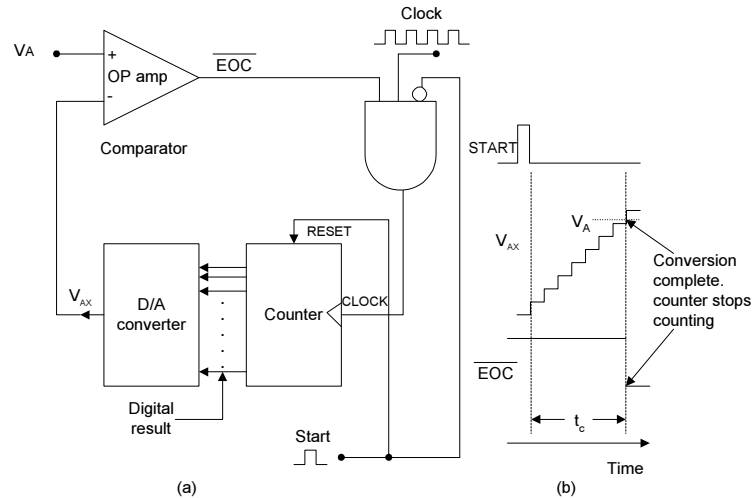 Clock
VA
+
OP amp
-
EOC
Comparator
RESET
CLOCK
VAX
D/A
converter
Counter
Digital
result
Start
(a)
START
VA
VAX
Conversion
complete.
counter stops
counting
EOC
tc
Time
(b)